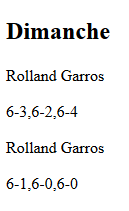 Dimanche
Rolland Garros
6-3,6-2,6-4
Rolland Garros
6-1,6-0,6-0